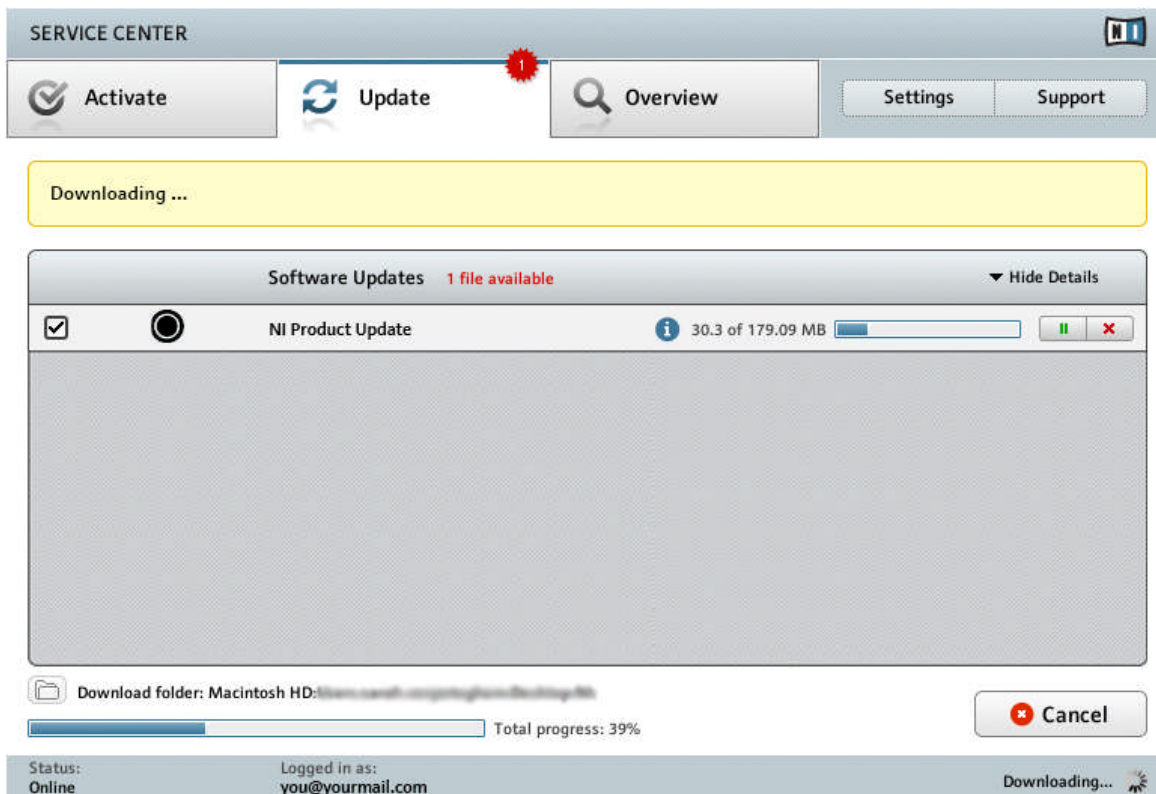 SERVICE CENTER
NI
1
Activate
Update
Overview
Settings
Support
Downloading ...
Software Updates 1 file available
Hide Details
NI Product Update
30.3 of 179.09 MB
Download folder: Macintosh HD:
Total progress: 39%
Cancel
Status:
Online
Logged in as:
you@yourmail.com
Downloading...